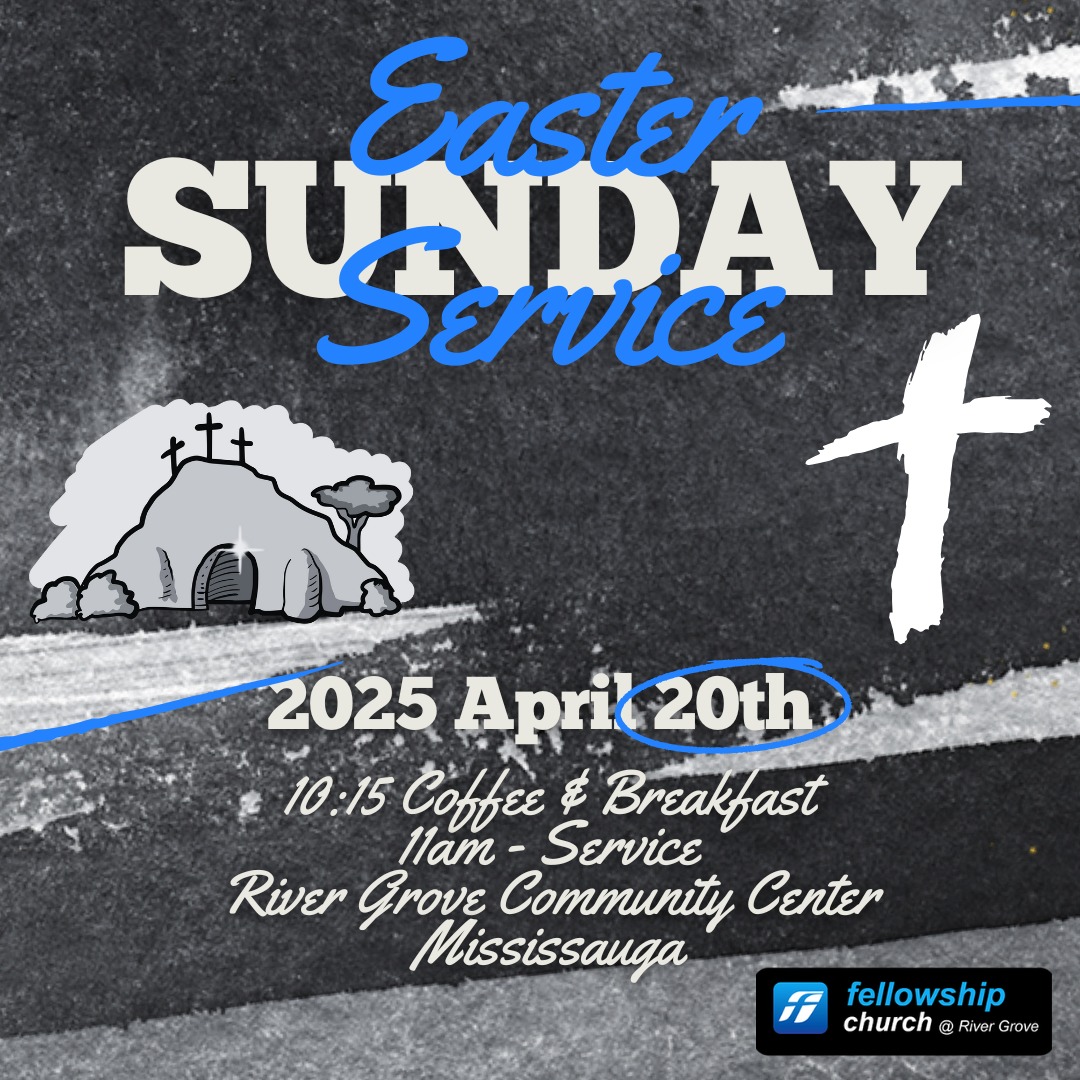 Easter
SUNDAY
Service
2025 April 20th
10:15 Coffee & Breakfast
11am - Service
River Grove Community Center
Mississauga
fellowship
church @ River Grove